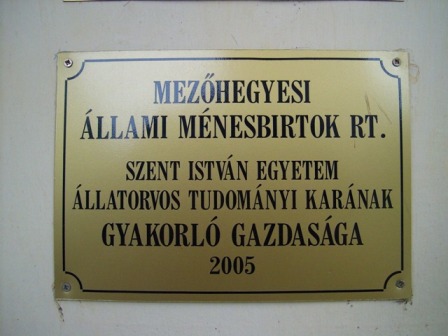 MEZŐHEGYESI
ÁLLAMI MÉNESBIRTOK RT.
SZENT ISTVÁN EGYETEM
ÁLLATORVOS TUDOMÁNYI KARÁNAK
GYAKORLÓ GAZDASÁGA
2005